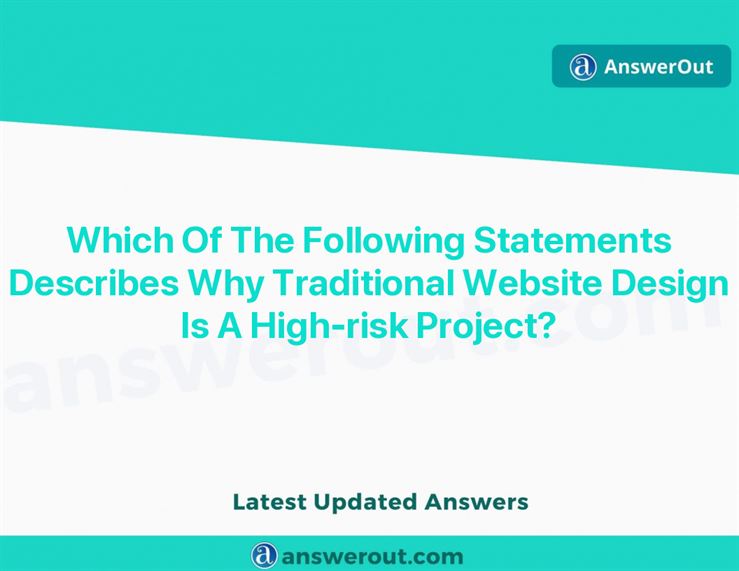 AnswerOut
Which Of The Following Statements
Describes Why Traditional Website Design
Is A High-risk Project?
answerout.com
Latest Updated Answers
answerout.com